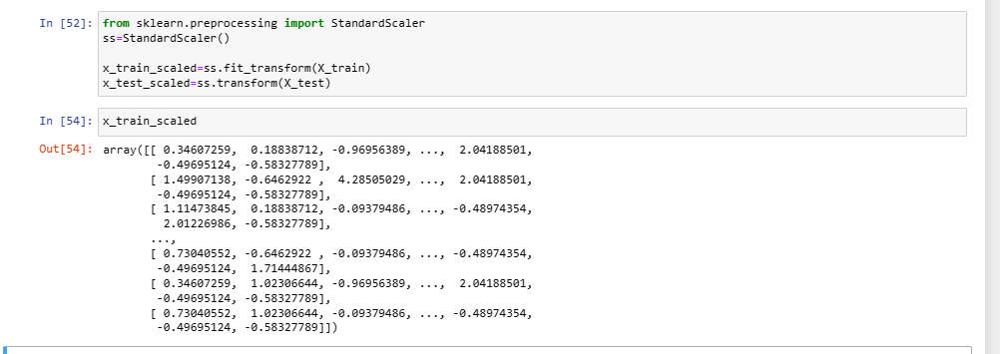 In [52]: from sklearn.preprocessing import StandardScaler
ss=StandardScaler()
x_train_scaled=ss.fit_transform(X_train)
x_test_scaled=ss.transform(X_test)
In [54]: x_train_scaled
Out[54]: array([[ 0.34607259,  0.18838712, -0.96956389, ...,  2.04188501,
-0.49695124, -0.58327789],
[ 1.49907138, -0.6462922 ,  4.28505029, ...,  2.04188501,
-0.49695124, -0.58327789],
[ 1.11473845,  0.18838712, -0.09379486, ..., -0.48974354,
2.01226986, -0.58327789],
...,
[ 0.73040552, -0.6462922 , -0.09379486, ..., -0.48974354,
-0.49695124,  1.71444867],
[ 0.34607259,  1.02306644, -0.96956389, ...,  2.04188501,
-0.49695124, -0.58327789],
[ 0.73040552,  1.02306644, -0.09379486, ..., -0.48974354,
-0.49695124, -0.58327789]])